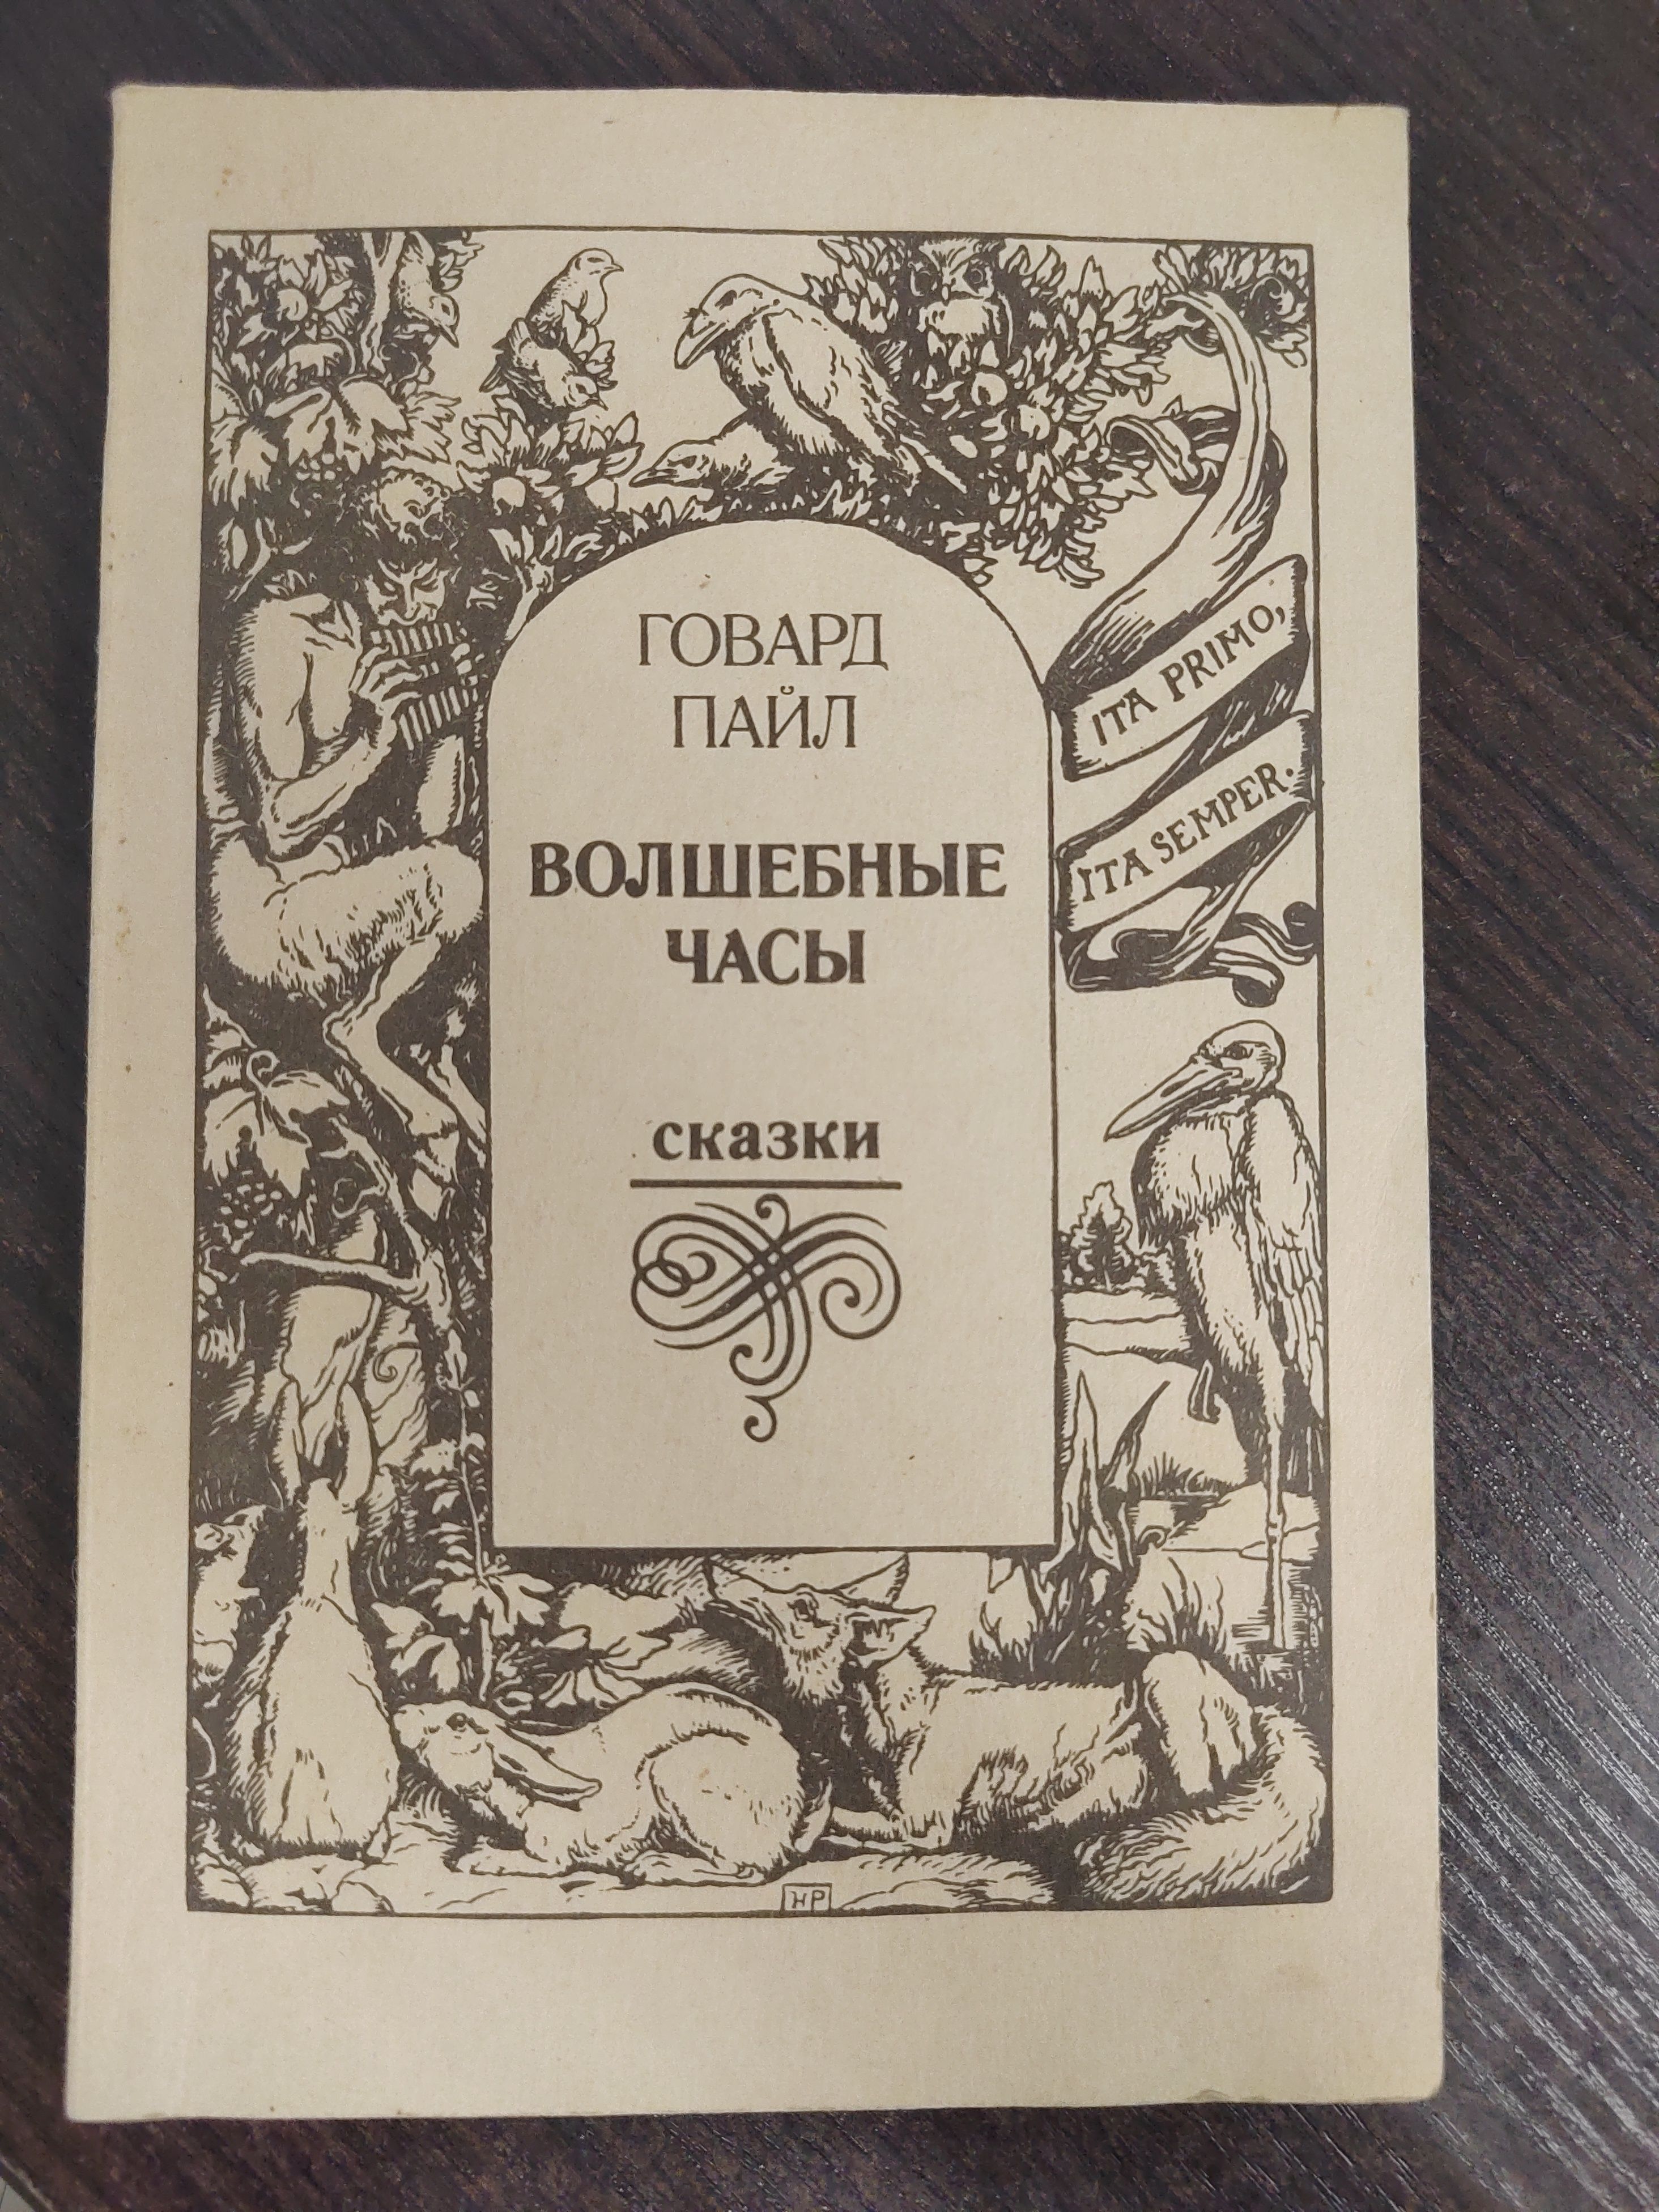 ГОВАРД
ПАЙЛ
ВОЛШЕБНЫЕ
ЧАСЫ
сказки
ITA PRIMO,
ITA SEMPER.
HP